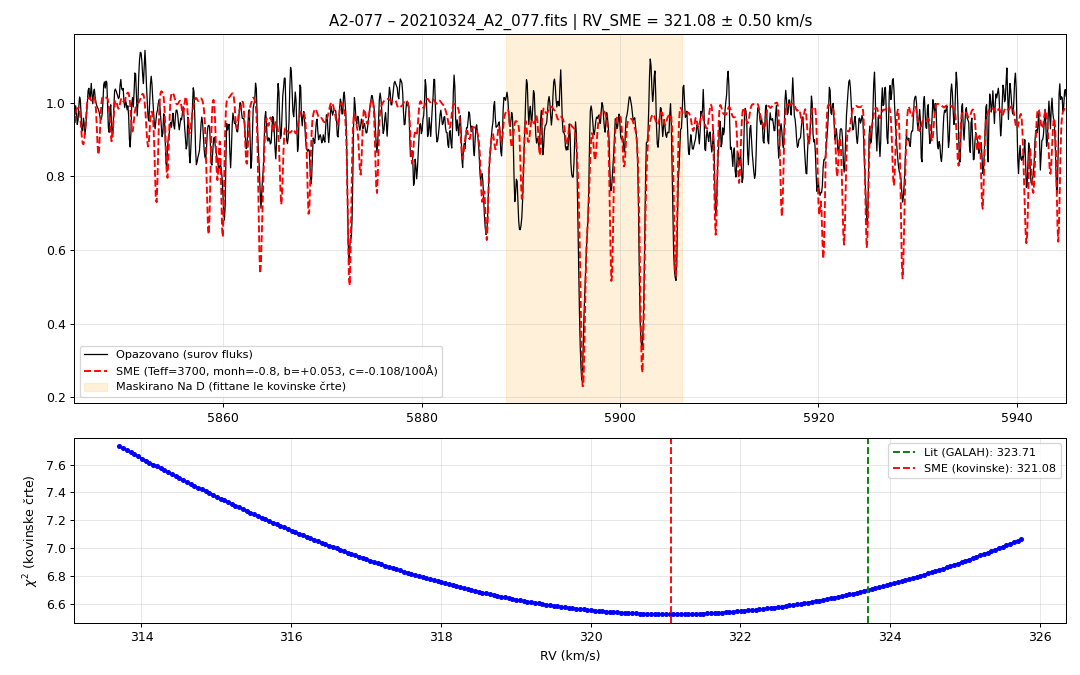 A2-077 – 20210324_A2_077.fits | RV_SME = 321.08 ± 0.50 km/s
1.0
0.8
0.6
0.4
0.2
Opazovano (surov fluks)
SME (Teff=3700, monh=-0.8, b=+0.053, c=-0.108/100Å)
Maskirano Na D (fittane le kovinske črte)
5860 5880 5900 5920 5940
7.6
7.4
7.2
7.0
6.8
6.6
χ² (kovinske črte)
Lit (GALAH): 323.71
SME (kovinske): 321.08
314 316 318 320 322 324 326
RV (km/s)